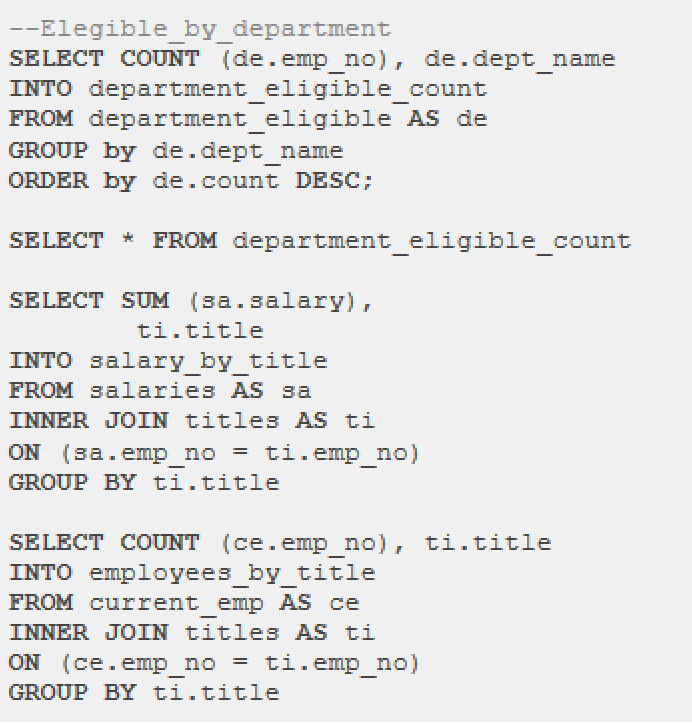 --Elegible_by_department
SELECT COUNT (de.emp_no), de.dept_name
INTO department_eligible_count
FROM department_eligible AS de
GROUP by de.dept_name
ORDER by de.count DESC;
SELECT * FROM department_eligible_count
SELECT SUM (sa.salary),
ti.title
INTO salary_by_title
FROM salaries AS sa
INNER JOIN titles AS ti
ON (sa.emp_no = ti.emp_no)
GROUP BY ti.title
SELECT COUNT (ce.emp_no), ti.title
INTO employees_by_title
FROM current_emp AS ce
INNER JOIN titles AS ti
ON (ce.emp_no = ti.emp_no)
GROUP BY ti.title